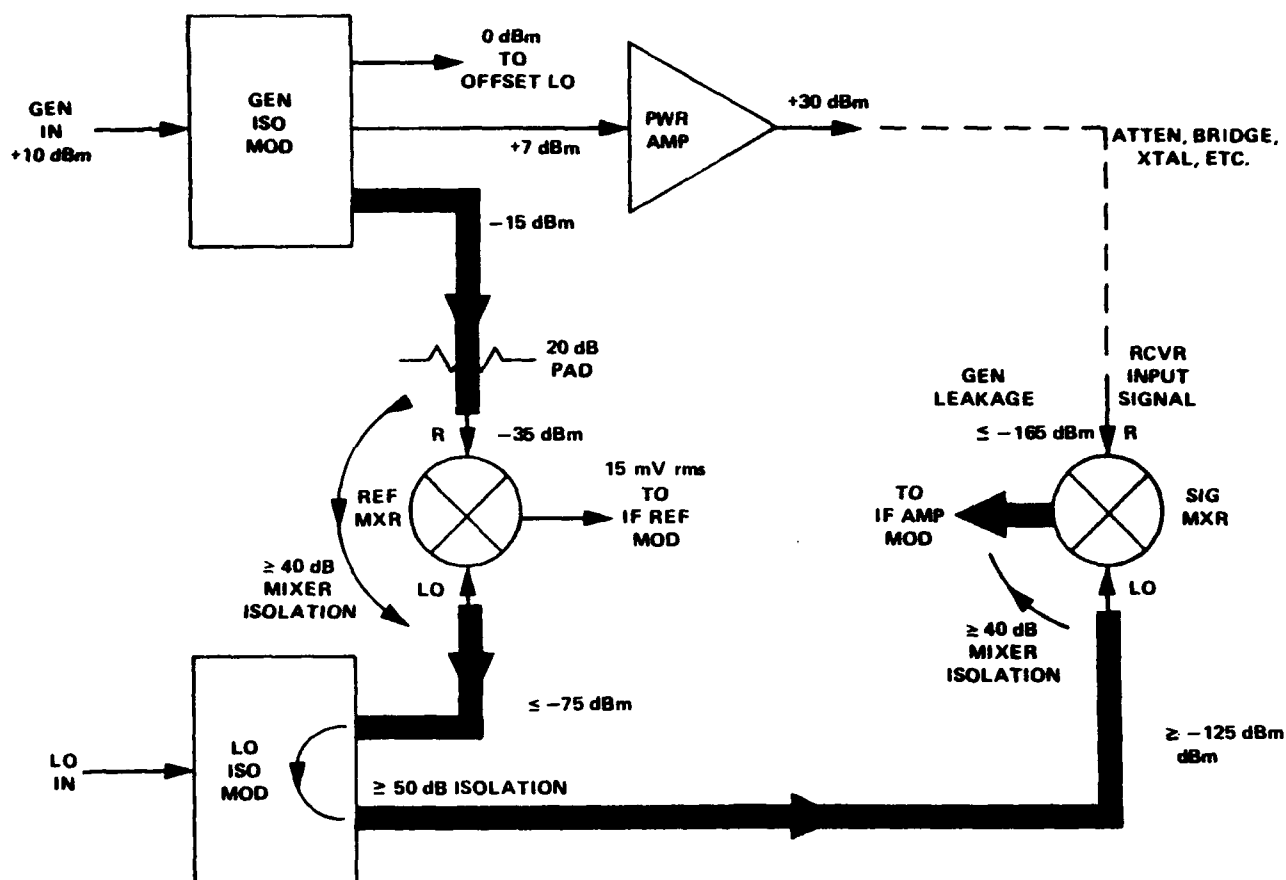 GEN
IN
+10 dBm
GEN
ISO
MOD
0 dBm
TO
OFFSET LO
+7 dBm
PWR
AMP
+30 dBm
ATTEN, BRIDGE,
XTAL, ETC.
−15 dBm
20 dB
PAD
R
−35 dBm
REF
MXR
15 mV rms
TO
IF REF
MOD
≥ 40 dB
MIXER
ISOLATION
LO
≤ −75 dBm
GEN
LEAKAGE
≤ −165 dBm
RCVR
INPUT
SIGNAL
R
TO
IF AMP
MOD
SIG
MXR
LO
≥ 40 dB
MIXER
ISOLATION
≥ −125 dBm
dBm
LO
IN
LO
ISO
MOD
≥ 50 dB ISOLATION